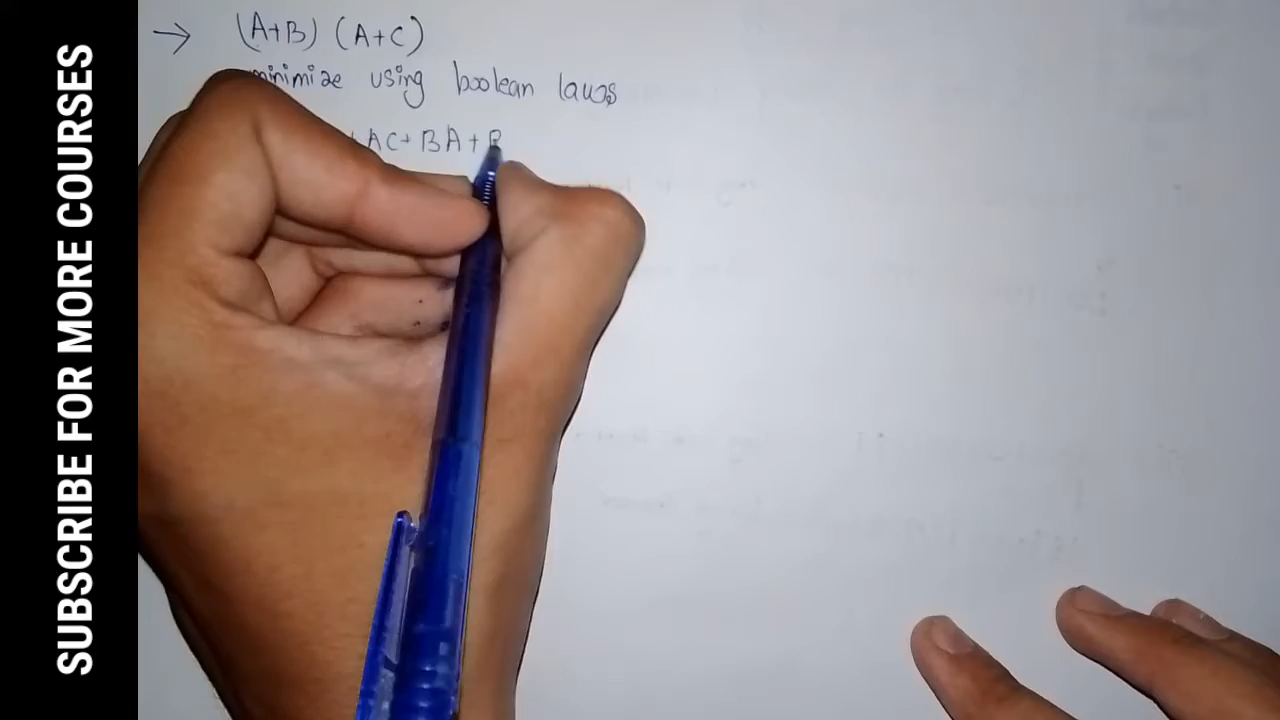 SUBSCRIBE FOR MORE COURSES
→ (A+B) (A+C)
minimize using boolean laws
+ AC + BA + B